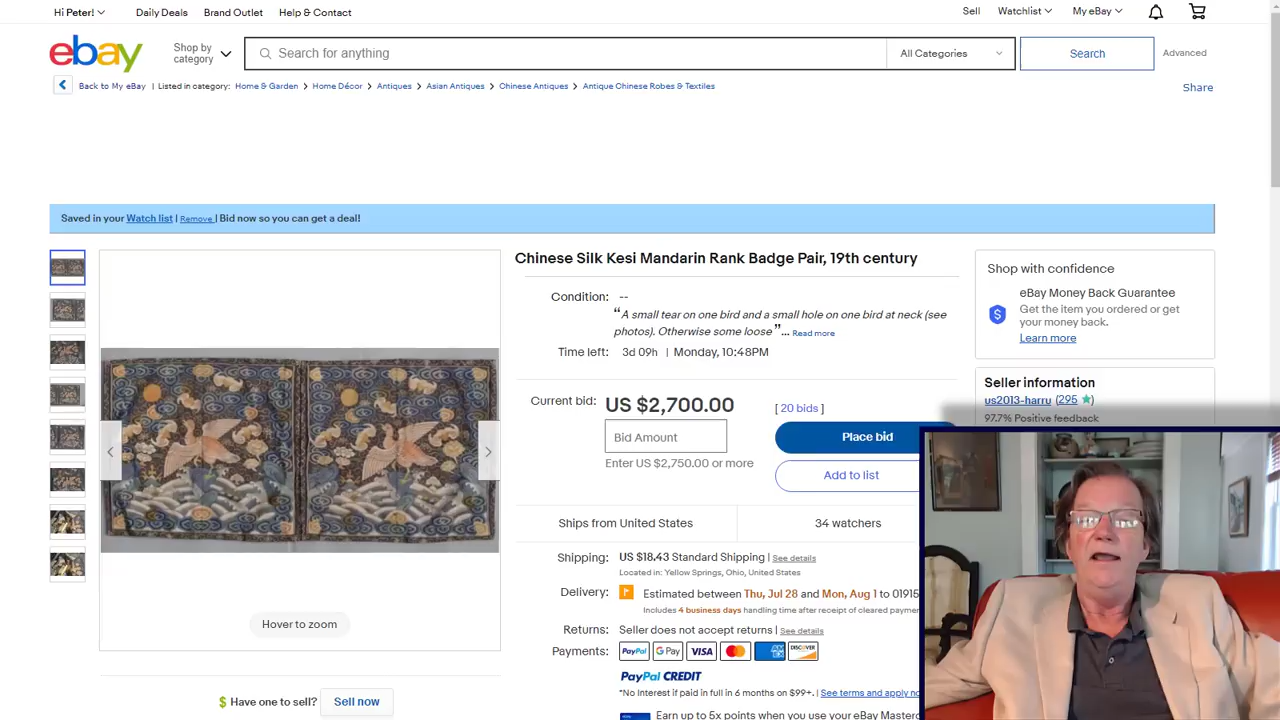 Hi Peter!
Daily Deals
Brand Outlet
Help & Contact
Sell
Watchlist
My eBay
ebay
Shop by
category
Search for anything
All Categories
Search
Advanced
Back to My eBay | Listed in category: Home & Garden > Home Décor > Antiques > Asian Antiques > Chinese Antiques > Antique Chinese Robes & Textiles
Share
Saved in your Watch list | Remove | Bid now so you can get a deal!
Chinese Silk Kesi Mandarin Rank Badge Pair, 19th century
Condition: --
“A small tear on one bird and a small hole on one bird at neck (see
photos). Otherwise some loose ”... Read more
Time left: 3d 09h | Monday, 10:48PM
Current bid: US $2,700.00 [ 20 bids ]
Bid Amount
Place bid
Enter US $2,750.00 or more
Add to list
Ships from United States
34 watchers
Shipping: US $18.43 Standard Shipping | See details
Located in: Yellow Springs, Ohio, United States
Delivery: Estimated between Thu, Jul 28 and Mon, Aug 1 to 01915
Includes 4 business days handling time after receipt of cleared
Returns: Seller does not accept returns | See details
Payments: PayPal G Pay VISA DISCOVER
PayPal CREDIT
*No Interest if paid in full in 6 months on $99+. | See terms and apply
Earn up to 5x points when you use your eBay
Shop with confidence
eBay Money Back Guarantee
Get the item you ordered or get
your money back.
Learn more
Seller information
us2013-harru (295 )
97.7% Positive feedback
Hover to zoom
Have one to sell? Sell now